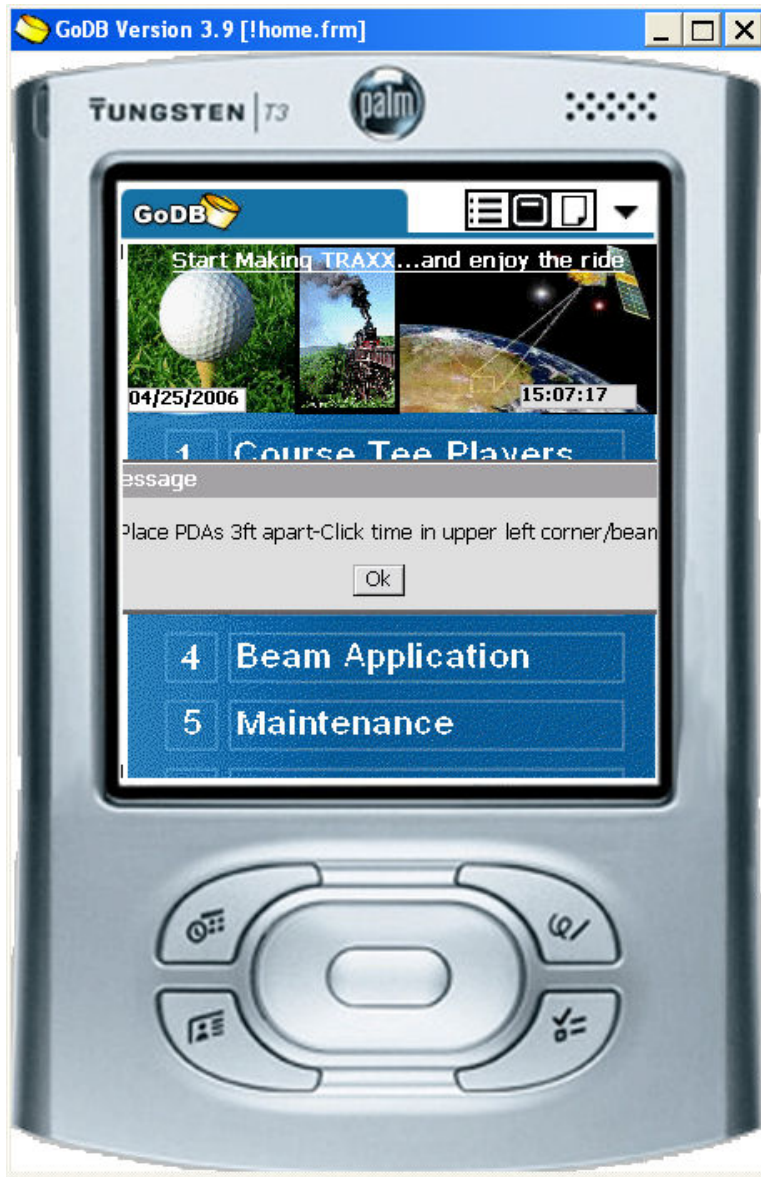 GoDB Version 3.9 [!home.frm]
TUNGSTEN T3
palm
GoDB
Start Making TRAXX...and enjoy the ride
04/25/2006 15:07:17
1 Course Tee Players
essage
Place PDAs 3ft apart-Click time in upper left corner/bean
Ok
4 Beam Application
5 Maintenance